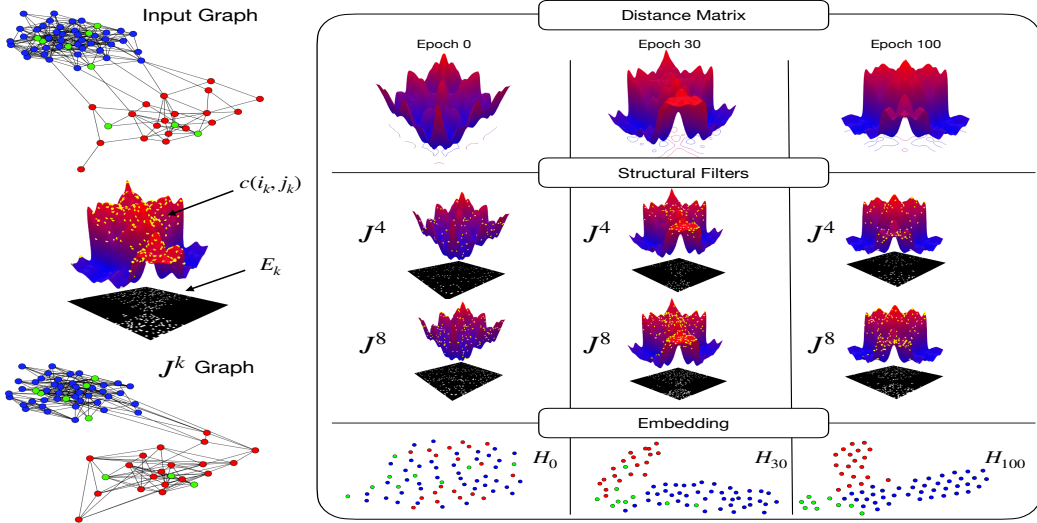 Input Graph
c(i_k, j_k)
E_k
J^k Graph
Distance Matrix
Epoch 0
Epoch 30
Epoch 100
Structural Filters
J^4
J^4
J^4
J^8
J^8
J^8
Embedding
H_0
H_30
H_100